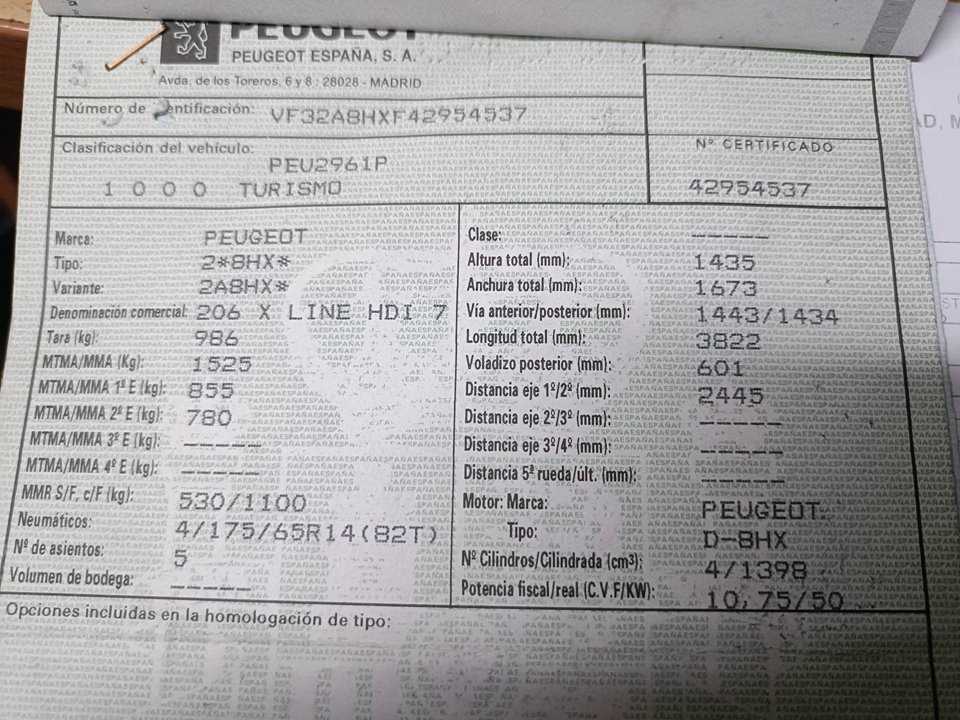 PEUGEOT
PEUGEOT ESPAÑA, S. A.
Avda. de los Toreros, 6 y 8 - 28028 - MADRID
Número de identificación: VF32A8HXF42954537
Clasificación del vehículo:
PEU2961P
1 0 0 0 TURISMO
Nº CERTIFICADO
42954537
Marca: PEUGEOT
Tipo: 2*8HX*
Variante: 2A8HX*
Denominación comercial: 206 X LINE HDI 7
Tara (kg): 986
MTMA/MMA (Kg): 1525
MTMA/MMA 1º E (kg): 855
MTMA/MMA 2º E (kg): 780
MTMA/MMA 3º E (kg): -----
MTMA/MMA 4º E (kg): -----
MMR S/F, c/F (kg): 530/1100
Neumáticos: 4/175/65R14(82T)
Nº de asientos: 5
Volumen de bodega: -----
Clase: -----
Altura total (mm): 1435
Anchura total (mm): 1673
Via anterior/posterior (mm): 1443/1434
Longitud total (mm): 3822
Voladizo posterior (mm): 601
Distancia eje 1º/2º (mm): 2445
Distancia eje 2º/3º (mm): -----
Distancia eje 3º/4º (mm): -----
Distancia 5ª rueda/últ. (mm): -----
Motor: Marca: PEUGEOT.
Tipo: D-8HX
Nº Cilindros/Cilindrada (cm³): 4/1398
Potencia fiscal/real (C.V.F/KW): 10,75/50
Opciones incluidas en la homologación de tipo: